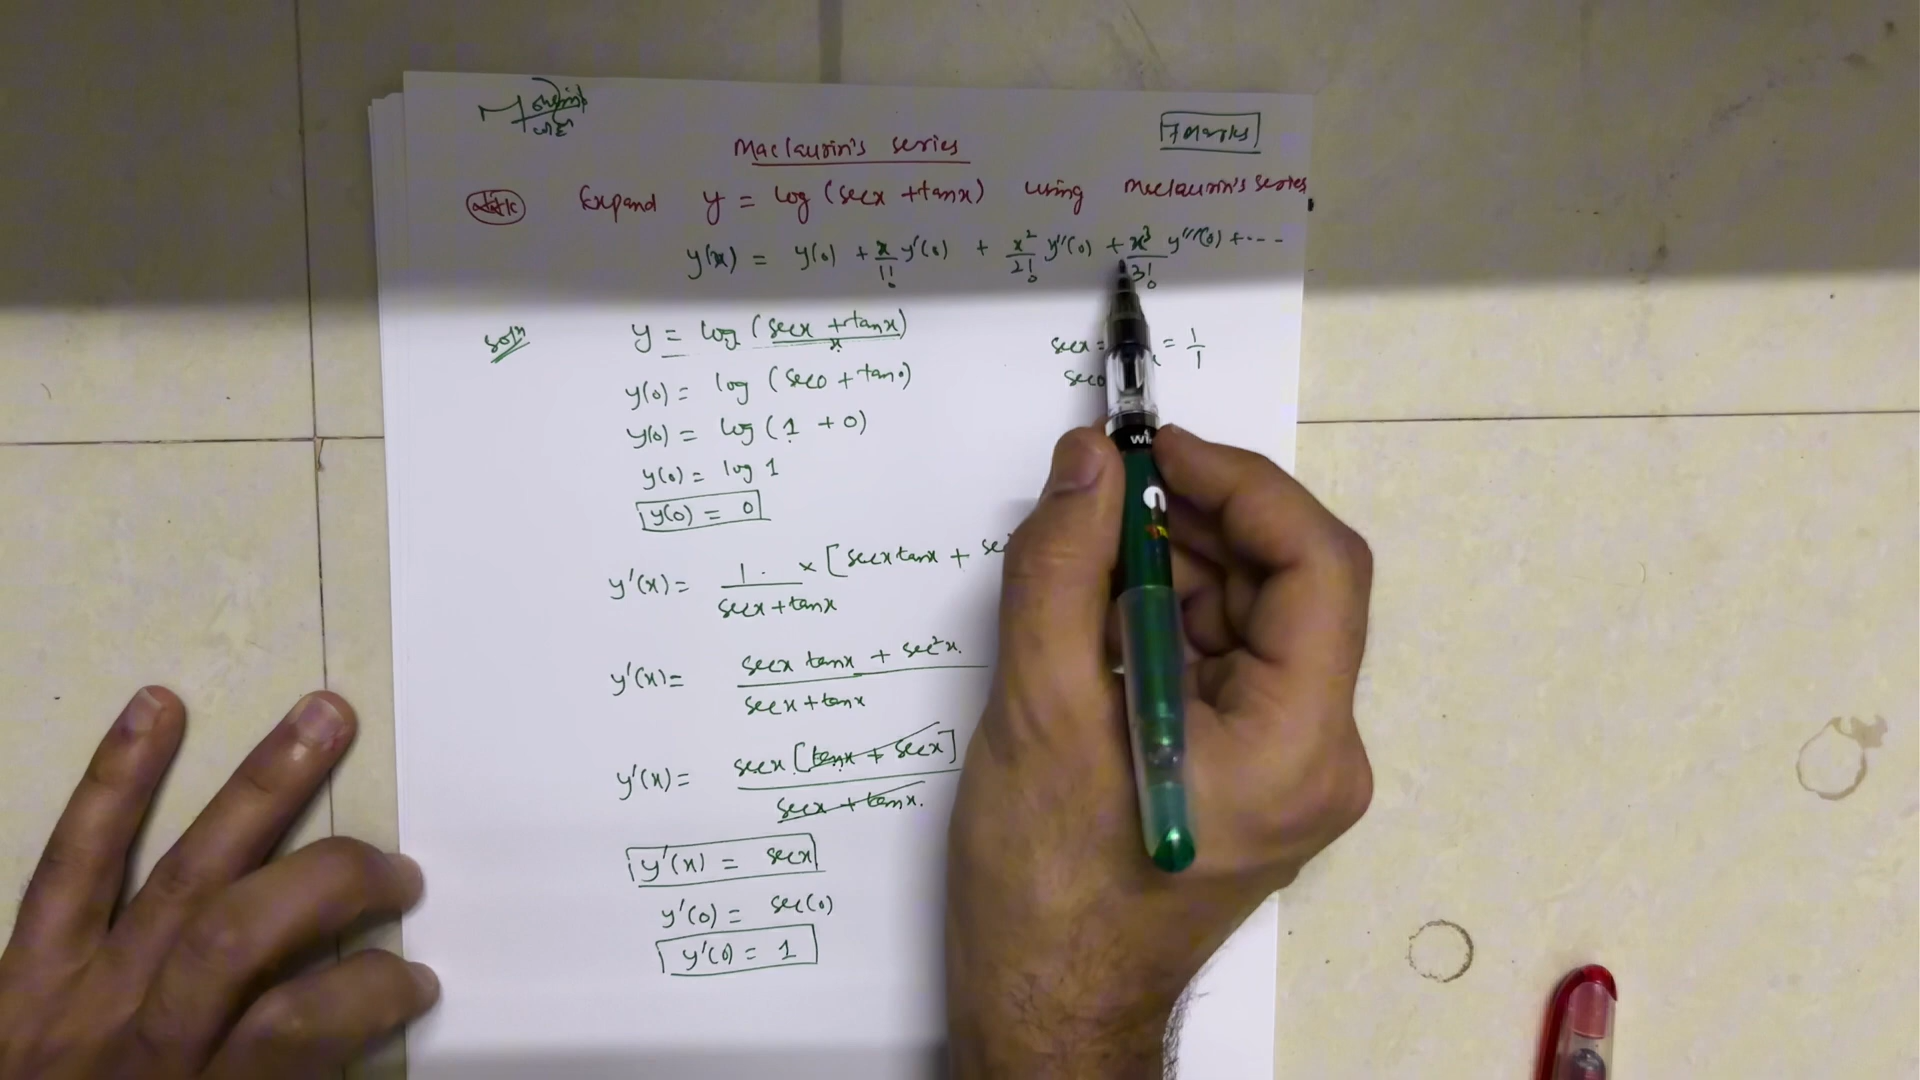 7 Marks
Maclaurin's series
Expand y = log (secx + tanx) using Maclaurin's Series
y(x) = y(0) + x/1! y'(0) + x²/2! y''(0) + x³/3! y'''(0) + ----
Solⁿ
y = log (secx + tanx)
secx = = 1/1
y(0) = log (sec0 + tan0)
sec0
y(0) = log (1 + 0)
y(0) = log 1
y(0) = 0
y'(x) = 1/secx + tanx × [secx tanx + sec
y'(x) = secx tanx + sec²x/secx + tanx
y'(x) = secx [tanx + secx]/secx + tanx.
y'(x) = secx
y'(0) = sec(0)
y'(0) = 1